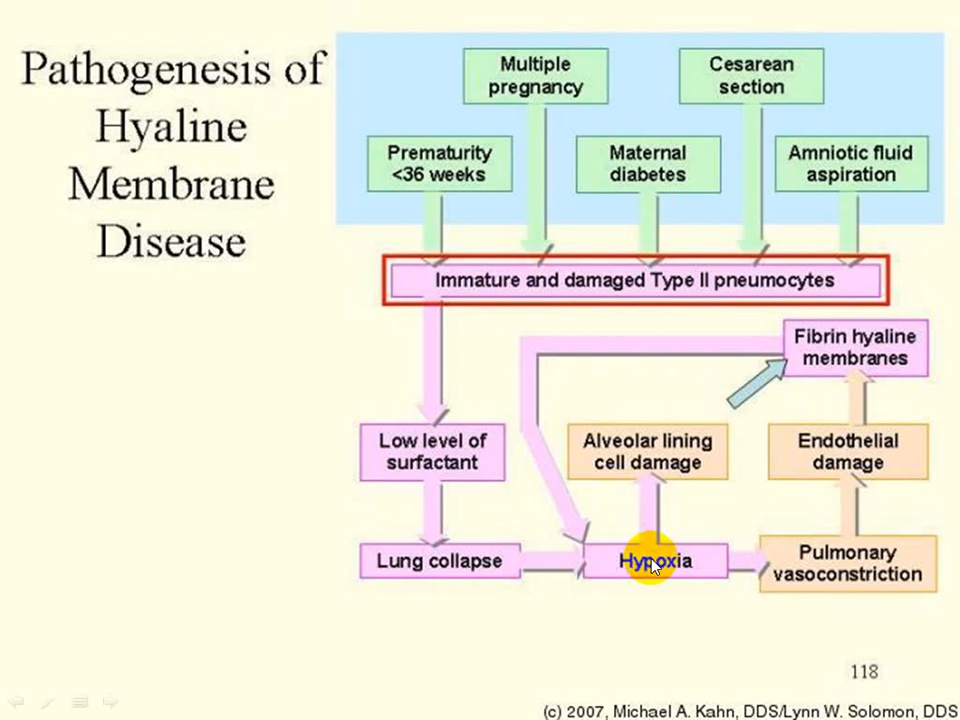 Pathogenesis of
Hyaline
Membrane
Disease
Multiple
pregnancy
Cesarean
section
Prematurity
<36 weeks
Maternal
diabetes
Amniotic fluid
aspiration
Immature and damaged Type II pneumocytes
Fibrin hyaline
membranes
Low level of
surfactant
Alveolar lining
cell damage
Endothelial
damage
Lung collapse
Hypoxia
Pulmonary
vasoconstriction
118
(c) 2007, Michael A. Kahn, DDS/Lynn W. Solomon, DDS